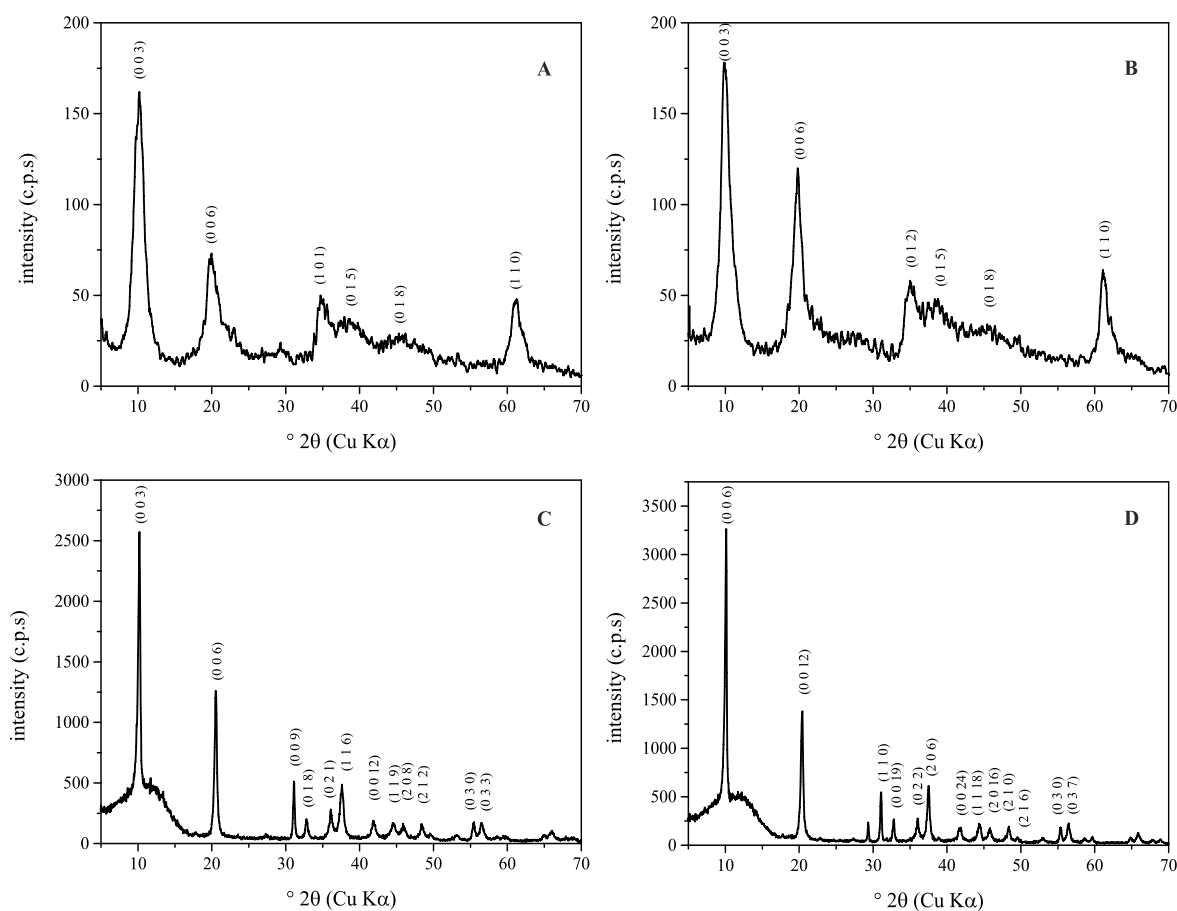 200
150
100
50
0
10
20
30
40
50
60
70
intensity (c.p.s)
° 2θ (Cu Kα)
A
(0 0 3)
(0 0 6)
(1 0 1)
(0 1 5)
(0 1 8)
(1 1 0)
200
150
100
50
0
10
20
30
40
50
60
70
intensity (c.p.s)
° 2θ (Cu Kα)
B
(0 0 3)
(0 0 6)
(0 1 2)
(0 1 5)
(0 1 8)
(1 1 0)
3000
2500
2000
1500
1000
500
0
10
20
30
40
50
60
70
intensity (c.p.s)
° 2θ (Cu Kα)
C
(0 0 3)
(0 0 6)
(0 0 9)
(0 1 8)
(0 2 1)
(1 1 6)
(0 0 12)
(1 1 9)
(2 0 8)
(2 1 2)
(0 3 0)
(0 3 3)
3500
3000
2500
2000
1500
1000
500
0
10
20
30
40
50
60
70
intensity (c.p.s)
° 2θ (Cu Kα)
D
(0 0 6)
(0 0 12)
(1 1 0)
(0 0 19)
(0 2 2)
(2 0 6)
(0 0 24)
(1 1 18)
(2 0 16)
(2 1 0)
(2 1 6)
(0 3 0)
(0 3 7)